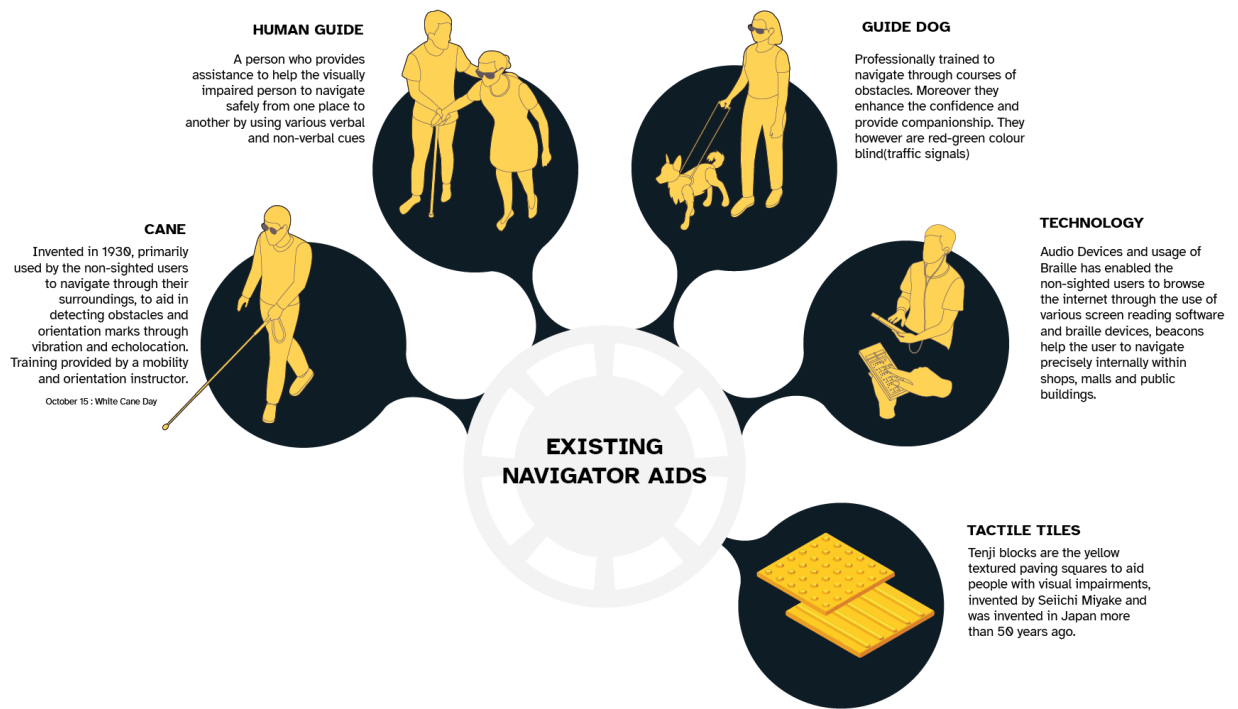 HUMAN GUIDE
A person who provides
assistance to help the visually
impaired person to navigate
safely from one place to
another by using various verbal
and non-verbal cues
GUIDE DOG
Professionally trained to
navigate through courses of
obstacles. Moreover they
enhance the confidence and
provide companionship. They
however are red-green colour
blind(traffic signals)
CANE
Invented in 1930, primarily
used by the non-sighted users
to navigate through their
surroundings, to aid in
detecting obstacles and
orientation marks through
vibration and echolocation.
Training provided by a mobility
and orientation instructor.
October 15 : White Cane Day
TECHNOLOGY
Audio Devices and usage of
Braille has enabled the
non-sighted users to browse
the internet through the use of
various screen reading software
and braille devices, beacons
help the user to navigate
precisely internally within
shops, malls and public
buildings.
EXISTING
NAVIGATOR AIDS
TACTILE TILES
Tenji blocks are the yellow
textured paving squares to aid
people with visual impairments,
invented by Seiichi Miyake and
was invented in Japan more
than 50 years ago.